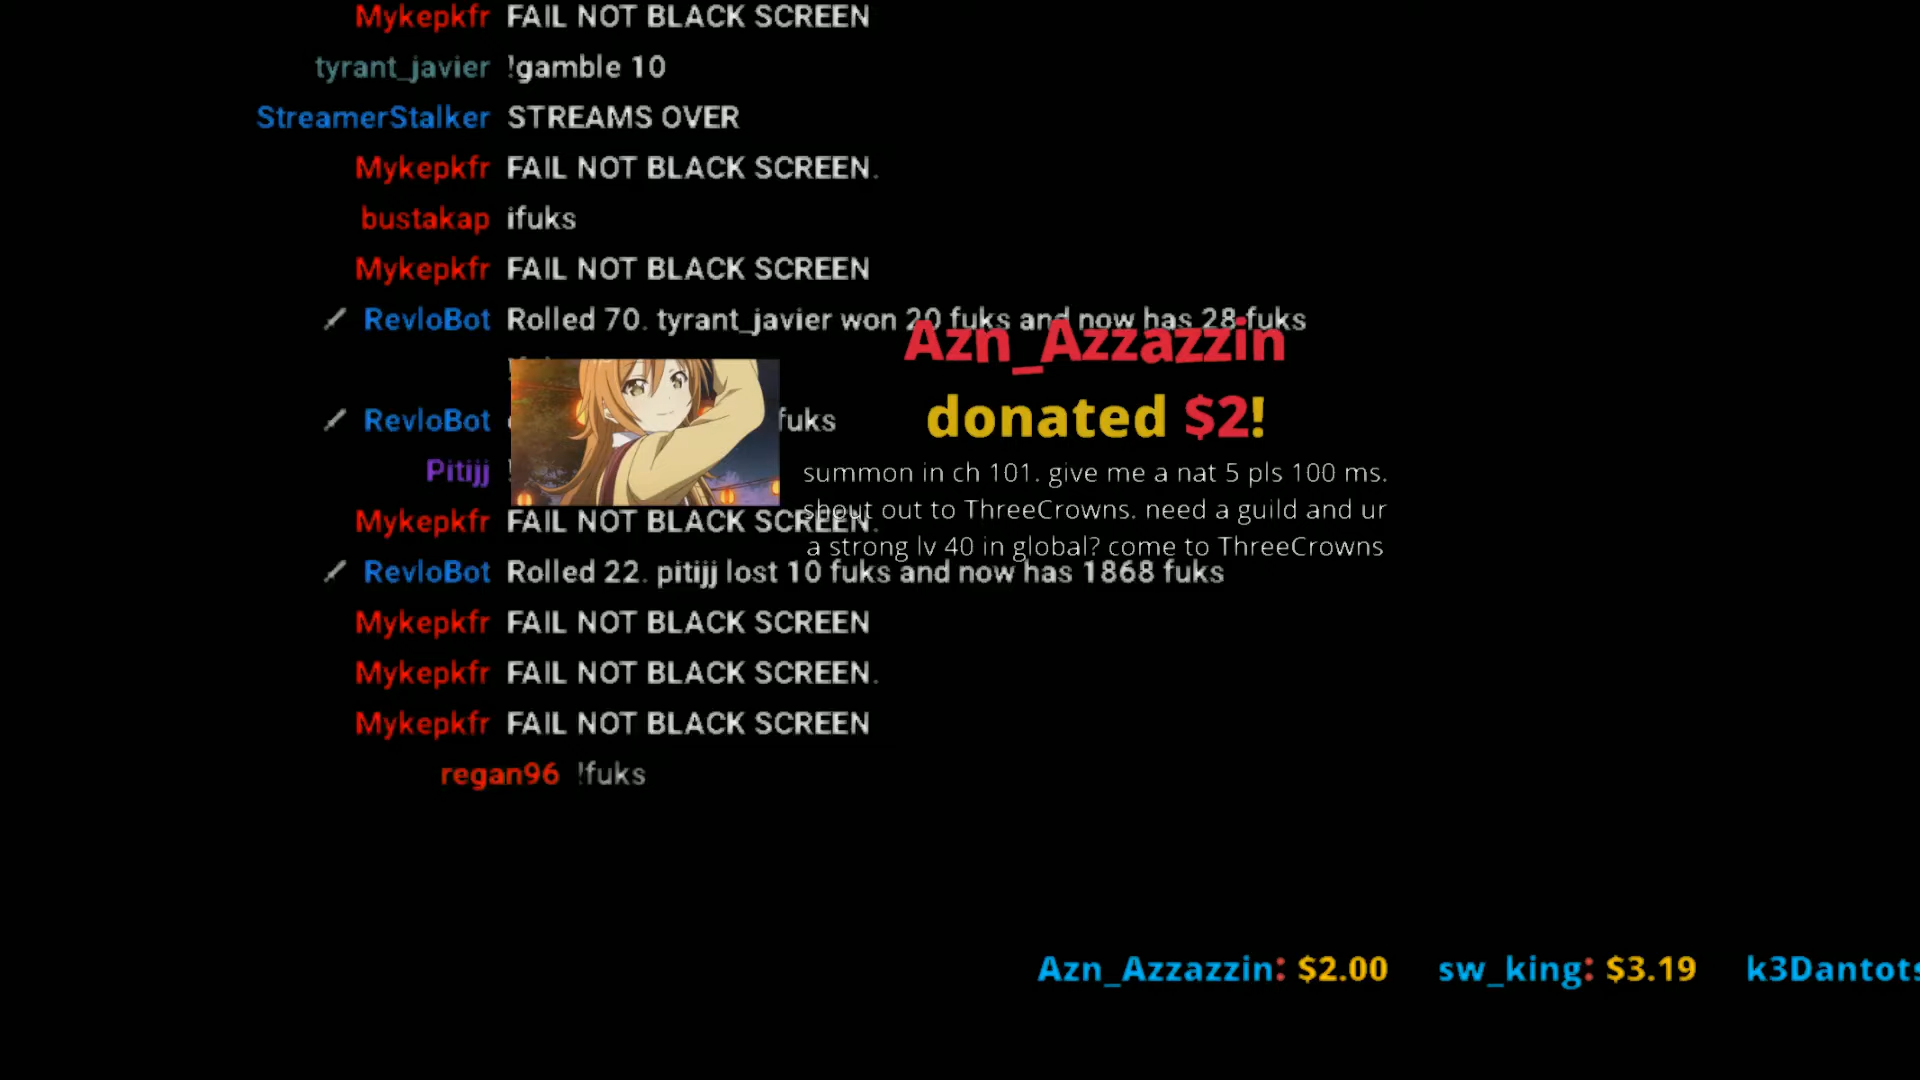 Mykepkfr FAIL NOT BLACK SCREEN
tyrant_javier !gamble 10
StreamerStalker STREAMS OVER
Mykepkfr FAIL NOT BLACK SCREEN.
bustakap ifuks
Mykepkfr FAIL NOT BLACK SCREEN
RevloBot Rolled 70. tyrant_javier won 20 fuks and now has 28 fuks
RevloBot fuks
Pitijj
Mykepkfr FAIL NOT BLACK SCREEN.
RevloBot Rolled 22. pitijj lost 10 fuks and now has 1868 fuks
Mykepkfr FAIL NOT BLACK SCREEN
Mykepkfr FAIL NOT BLACK SCREEN.
Mykepkfr FAIL NOT BLACK SCREEN
regan96 !fuks
Azn_Azzazzin
donated $2!
summon in ch 101. give me a nat 5 pls 100 ms.
shout out to ThreeCrowns. need a guild and ur
a strong lv 40 in global? come to ThreeCrowns
Azn_Azzazzin: $2.00 sw_king: $3.19 k3Dantots